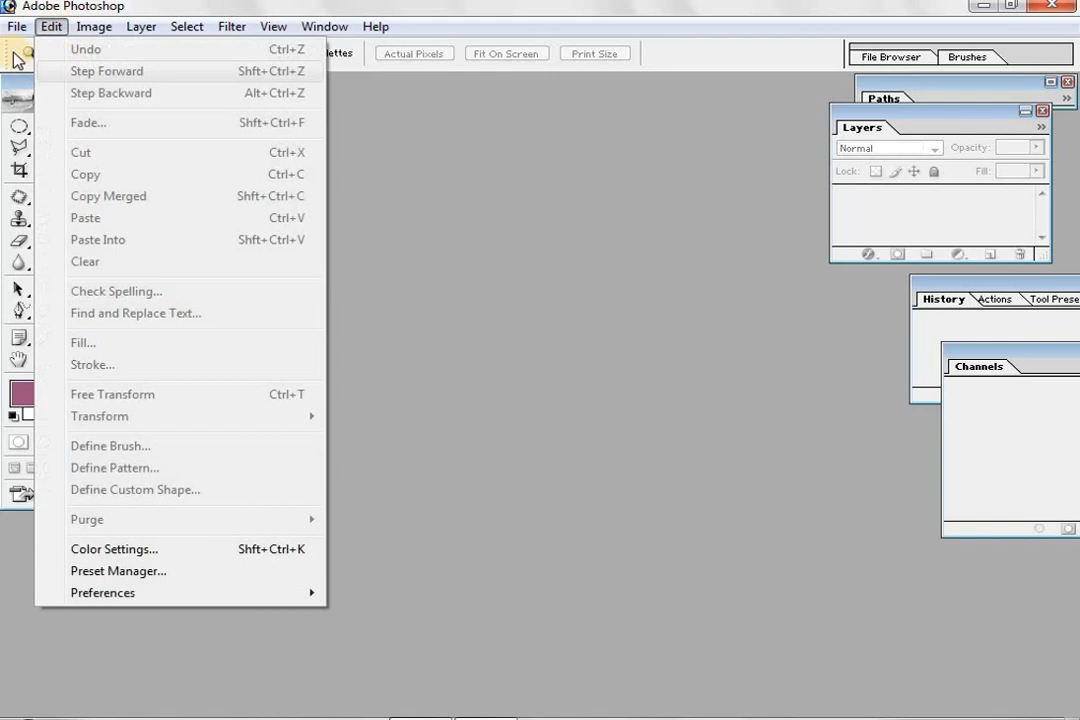 Adobe Photoshop
File Edit Image Layer Select Filter View Window Help
lettes Actual Pixels Fit On Screen Print Size File Browser Brushes
Undo Ctrl+Z
Step Forward Shft+Ctrl+Z
Step Backward Alt+Ctrl+Z
Fade... Shft+Ctrl+F
Cut Ctrl+X
Copy Ctrl+C
Copy Merged Shft+Ctrl+C
Paste Ctrl+V
Paste Into Shft+Ctrl+V
Clear
Check Spelling...
Find and Replace Text...
Fill...
Stroke...
Free Transform Ctrl+T
Transform
Define Brush...
Define Pattern...
Define Custom Shape...
Purge
Color Settings... Shft+Ctrl+K
Preset Manager...
Preferences
Paths
Layers
Normal Opacity:
Lock: Fill:
History Actions Tool Prese
Channels